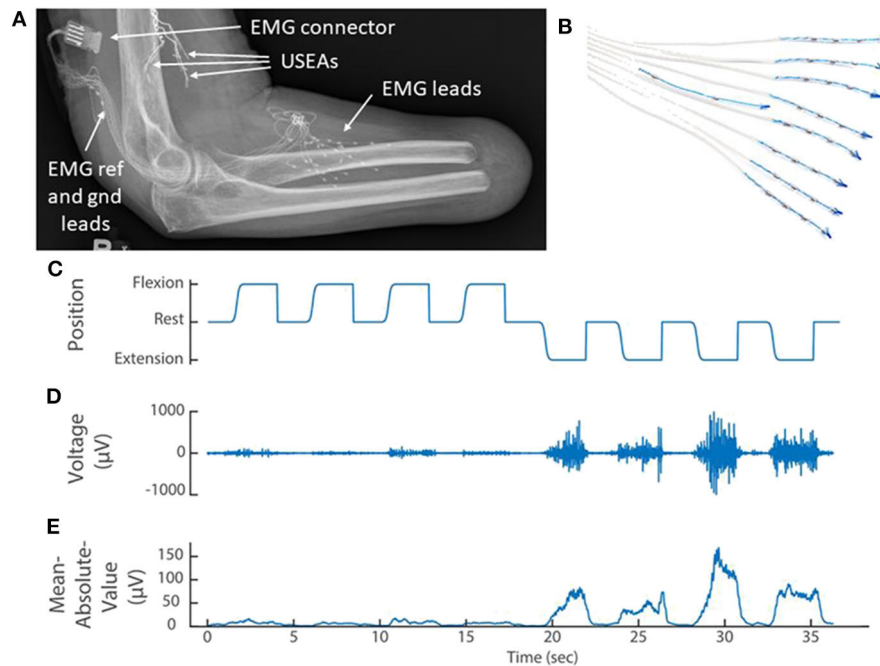 A
EMG connector
USEAs
EMG leads
EMG ref
and gnd
leads
B
C
Position
Flexion
Rest
Extension
D
Voltage
(µV)
1000
0
-1000
E
Mean-
Absolute-
Value
(µV)
150
100
50
0
0
5
10
15
20
25
30
35
Time (sec)